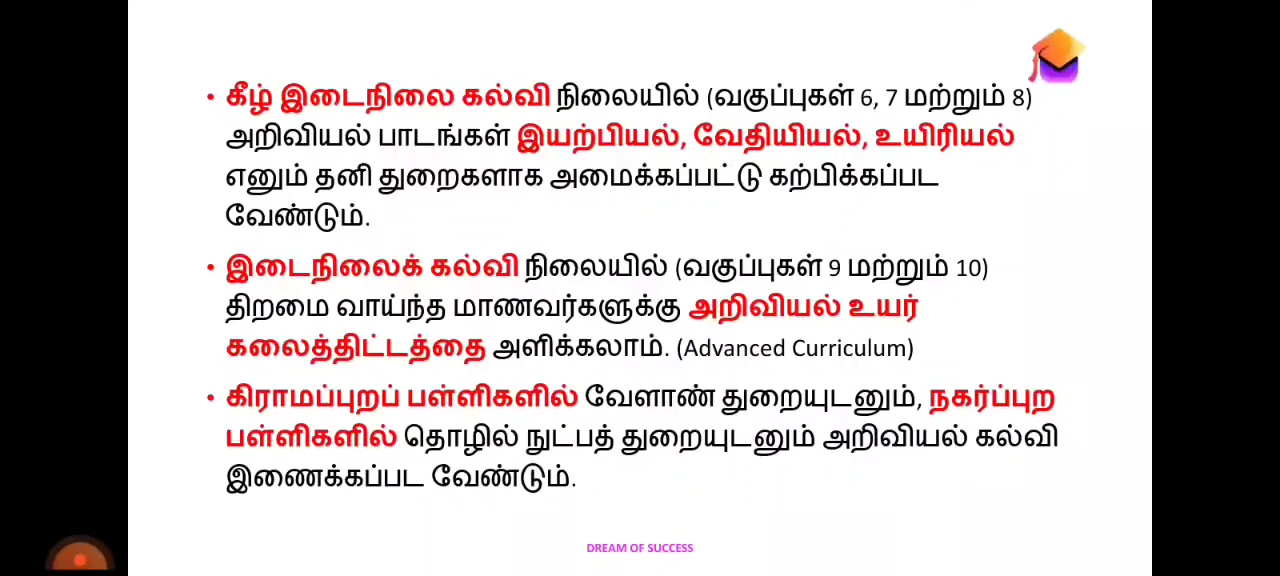 • கீழ் இடைநிலை கல்வி நிலையில் (வகுப்புகள் 6, 7 மற்றும் 8)
அறிவியல் பாடங்கள் இயற்பியல், வேதியியல், உயிரியல்
எனும் தனி துறைகளாக அமைக்கப்பட்டு கற்பிக்கப்பட
வேண்டும்.
• இடைநிலைக் கல்வி நிலையில் (வகுப்புகள் 9 மற்றும் 10)
திறமை வாய்ந்த மாணவர்களுக்கு அறிவியல் உயர்
கலைத்திட்டத்தை அளிக்கலாம். (Advanced Curriculum)
• கிராமப்புறப் பள்ளிகளில் வேளாண் துறையுடனும், நகர்ப்புற
பள்ளிகளில் தொழில் நுட்பத் துறையுடனும் அறிவியல் கல்வி
இணைக்கப்பட வேண்டும்.
DREAM OF SUCCESS